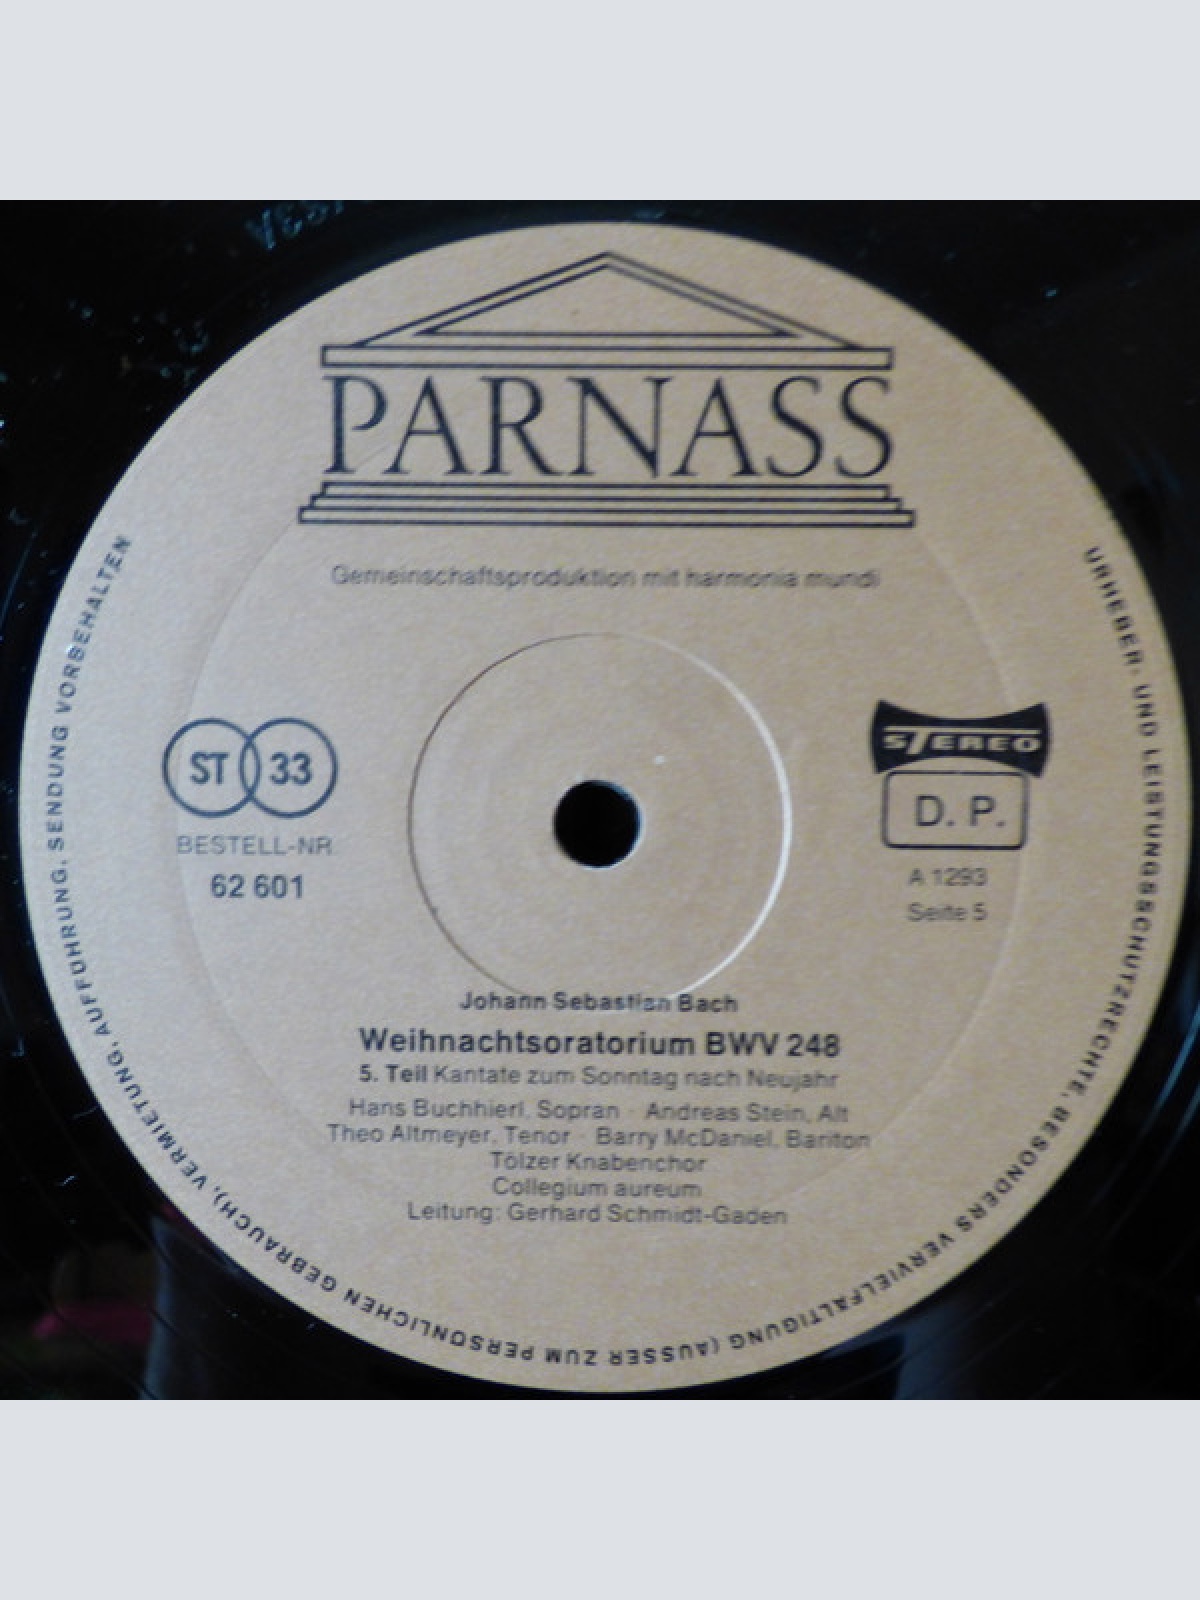 PARNASS
Gemeinschaftsproduktion mit harmonia mundi
ST 33
BESTELL-NR.
62 601
STEREO
D. P.
A 1293
Seite 5
Johann Sebastian Bach
Weihnachtsoratorium BWV 248
5. Teil Kantate zum Sonntag nach Neujahr
Hans Buchhierl, Sopran · Andreas Stein, Alt
Theo Altmeyer, Tenor · Barry McDaniel, Bariton
Tölzer Knabenchor
Collegium aureum
Leitung: Gerhard Schmidt-Gaden
URHEBER- UND LEISTUNGSSCHUTZRECHTE, BESONDERS VERVIELFÄLTIGUNG (AUSSER ZUM PERSÖNLICHEN GEBRAUCH), VERMIETUNG, AUFFÜHRUNG, SENDUNG VORBEHALTEN